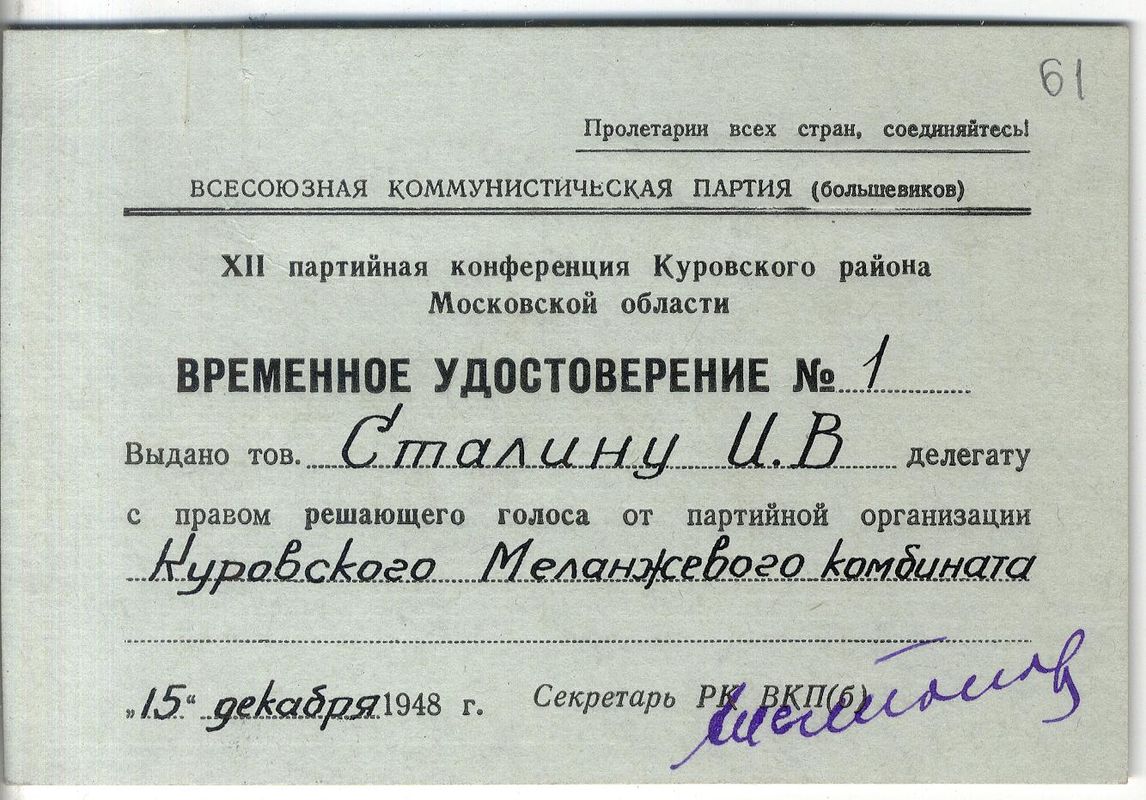 61
Пролетарии всех стран, соединяйтесь!
ВСЕСОЮЗНАЯ КОММУНИСТИЧЕСКАЯ ПАРТИЯ (большевиков)
XII партийная конференция Куровского района
Московской области
ВРЕМЕННОЕ УДОСТОВЕРЕНИЕ № 1
Выдано тов. Сталину И.В делегату
с правом решающего голоса от партийной организации
Куровского Меланжевого комбината
„15“ декабря 1948 г. Секретарь РК ВКП(б)